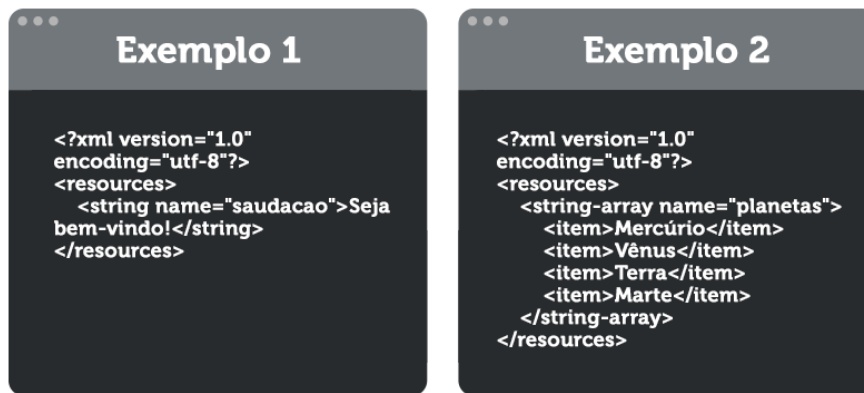 Exemplo 1
<?xml version="1.0"
encoding="utf-8"?>
<resources>
<string name="saudacao">Seja
bem-vindo!</string>
</resources>
Exemplo 2
<?xml version="1.0"
encoding="utf-8"?>
<resources>
<string-array name="planetas">
<item>Mercúrio</item>
<item>Vênus</item>
<item>Terra</item>
<item>Marte</item>
</string-array>
</resources>